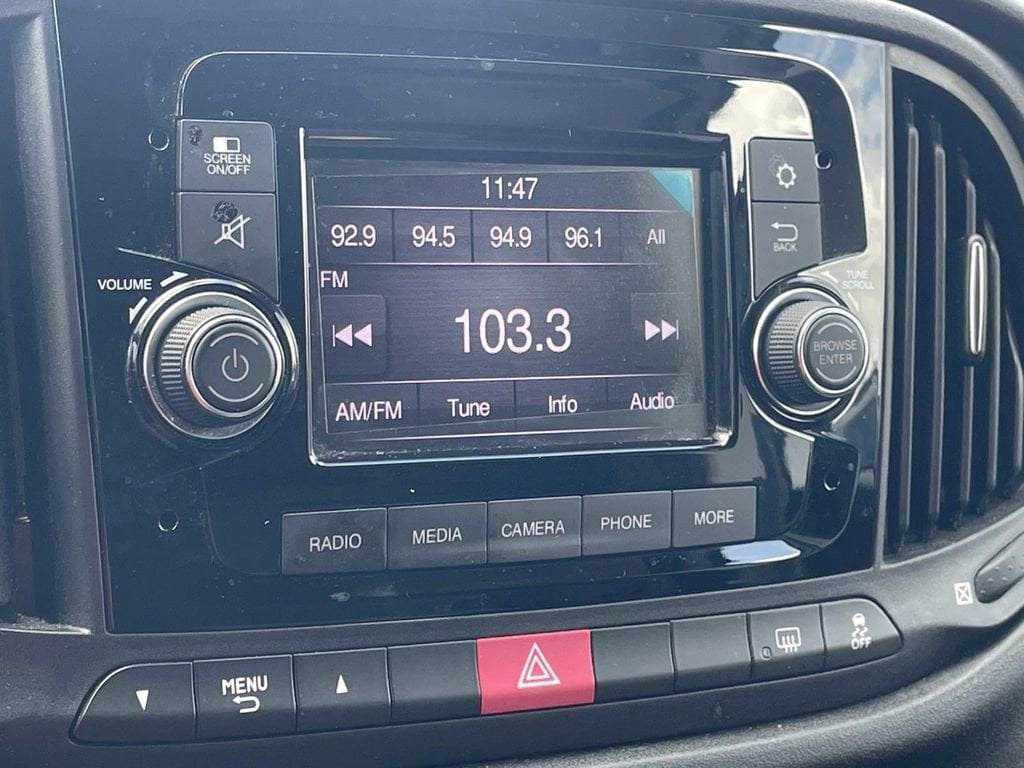 SCREEN
ON/OFF
11:47
92.9 94.5 94.9 96.1 All
BACK
VOLUME
FM
TUNE
SCROLL
103.3
BROWSE
ENTER
AM/FM Tune Info Audio
RADIO MEDIA CAMERA PHONE MORE
MENU
OFF